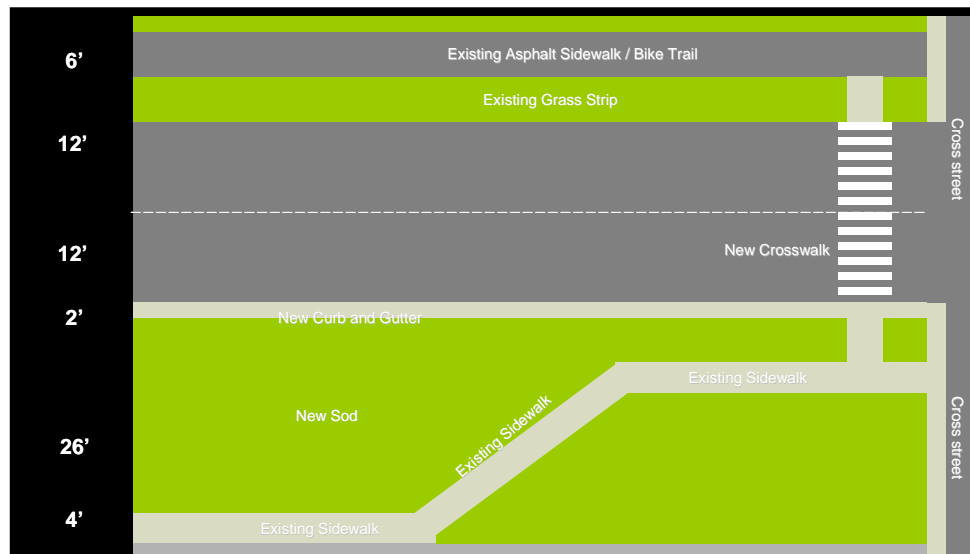 6’
Existing Asphalt Sidewalk / Bike Trail
Existing Grass Strip
12’
Cross street
12’
New Crosswalk
2’
New Curb and Gutter
Existing Sidewalk
New Sod
Existing Sidewalk
Cross street
26’
4’
Existing Sidewalk